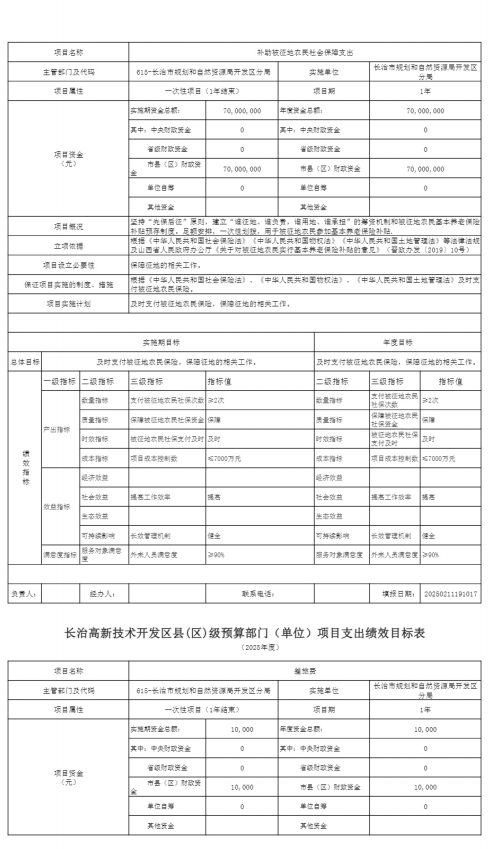 项目名称 补助被征地农民社会保障支出
主管部门及代码 615-长治市规划和自然资源局开发区分局 实施单位 长治市规划和自然资源局开发区分局
项目属性 一次性项目（1年结束） 项目期 1年
项目资金（元） 实施期资金总额： 70,000,000 年度资金总额： 70,000,000
其中：中央财政资金 0 其中：中央财政资金 0
省级财政资金 0 省级财政资金 0
市县（区）财政资金 70,000,000 市县（区）财政资金 70,000,000
单位自筹 0 单位自筹 0
其他资金 其他资金
项目概况 坚持“先保后征”原则，建立“谁征地、谁负责，谁用地、谁承担”的筹资机制和被征地农民基本养老保险补贴预存制度。足额安排，一次性划拨，用于被征地农民参加基本养老保险补贴。
立项依据 根据《中华人民共和国社会保险法》《中华人民共和国物权法》《中华人民共和国土地管理法》等法律法规及山西省人民政府办公厅《关于对被征地农民实行基本养老保险补贴的意见》（晋政办发〔2019〕10号）
项目设立必要性 保障征地的相关工作。
保证项目实施的制度、措施 根据《中华人民共和国社会保险法》、《中华人民共和国物权法》、《中华人民共和国土地管理法》及时支付被征地农民保险。
项目实施计划 及时支付被征地农民保险，保障征地的相关工作。
实施期目标 年度目标
总体目标 及时支付被征地农民保险，保障征地的相关工作。 及时支付被征地农民保险，保障征地的相关工作。
绩效指标 一级指标 二级指标 三级指标 指标值 二级指标 三级指标 指标值
产出指标 数量指标 支付被征地农民社保次数 ≥2次 数量指标 支付被征地农民社保次数 ≥2次
质量指标 保障被征地农民社保资金 保障 质量指标 保障被征地农民社保资金 保障
时效指标 被征地农民社保支付及时 及时 时效指标 被征地农民社保支付及时 及时
成本指标 项目成本控制数 ≤7000万元 成本指标 项目成本控制数 ≤7000万元
效益指标 经济效益 经济效益
社会效益 提高工作效率 提高 社会效益 提高工作效率 提高
生态效益 生态效益
可持续影响 长效管理机制 健全 可持续影响 长效管理机制 健全
满意度指标 服务对象满意度 外来人员满意度 ≥90% 服务对象满意度 外来人员满意度 ≥90%
负责人： 经办人： 联系电话： 填报日期： 20250211191017
长治高新技术开发区县(区)级预算部门（单位）项目支出绩效目标表
（2025年度）
项目名称 差旅费
主管部门及代码 615-长治市规划和自然资源局开发区分局 实施单位 长治市规划和自然资源局开发区分局
项目属性 一次性项目（1年结束） 项目期 1年
项目资金（元） 实施期资金总额： 10,000 年度资金总额： 10,000
其中：中央财政资金 0 其中：中央财政资金 0
省级财政资金 0 省级财政资金 0
市县（区）财政资金 10,000 市县（区）财政资金 10,000
单位自筹 0 单位自筹 0
其他资金 其他资金